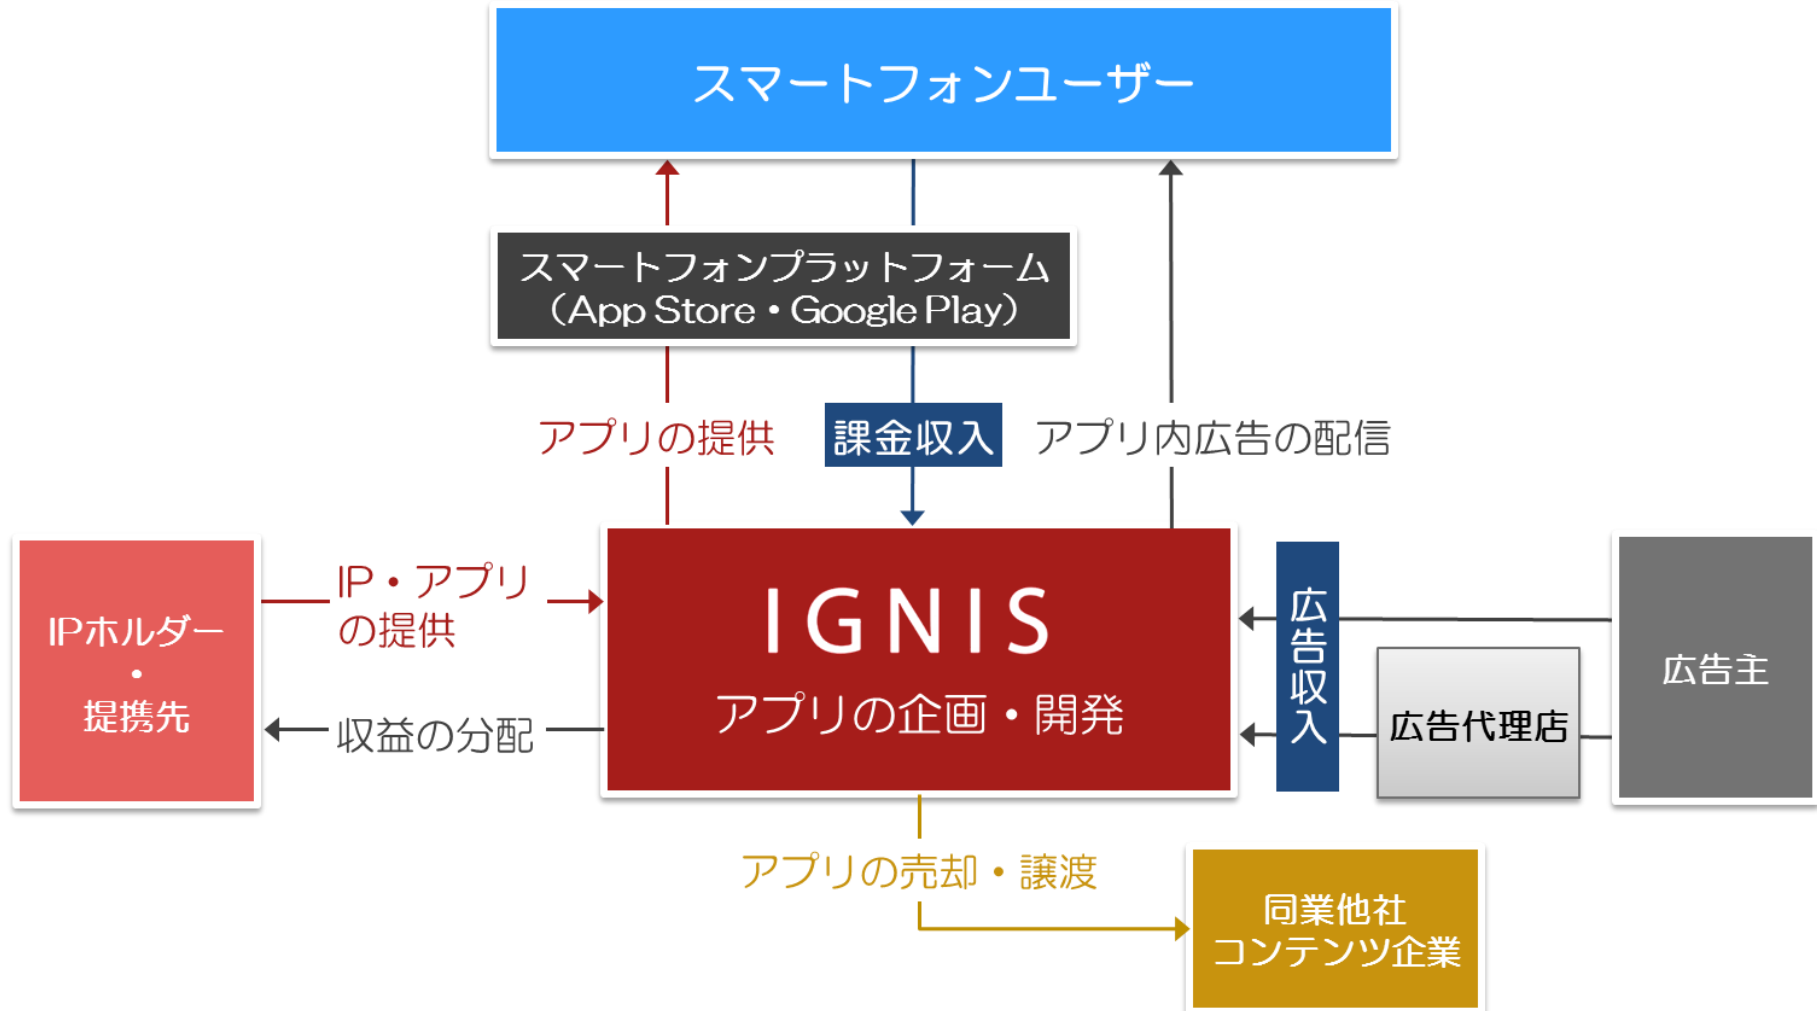 スマートフォンユーザー
スマートフォンプラットフォーム
（App Store・Google Play）
アプリの提供
課金収入
アプリ内広告の配信
IPホルダー
・
提携先
IP・アプリ
の提供
収益の分配
IGNIS
アプリの企画・開発
広告収入
広告代理店
広告主
アプリの売却・譲渡
同業他社
コンテンツ企業